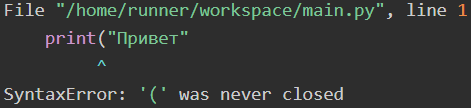 File "/home/runner/workspace/main.py", line 1
    print("Привет"
         ^
SyntaxError: '(' was never closed